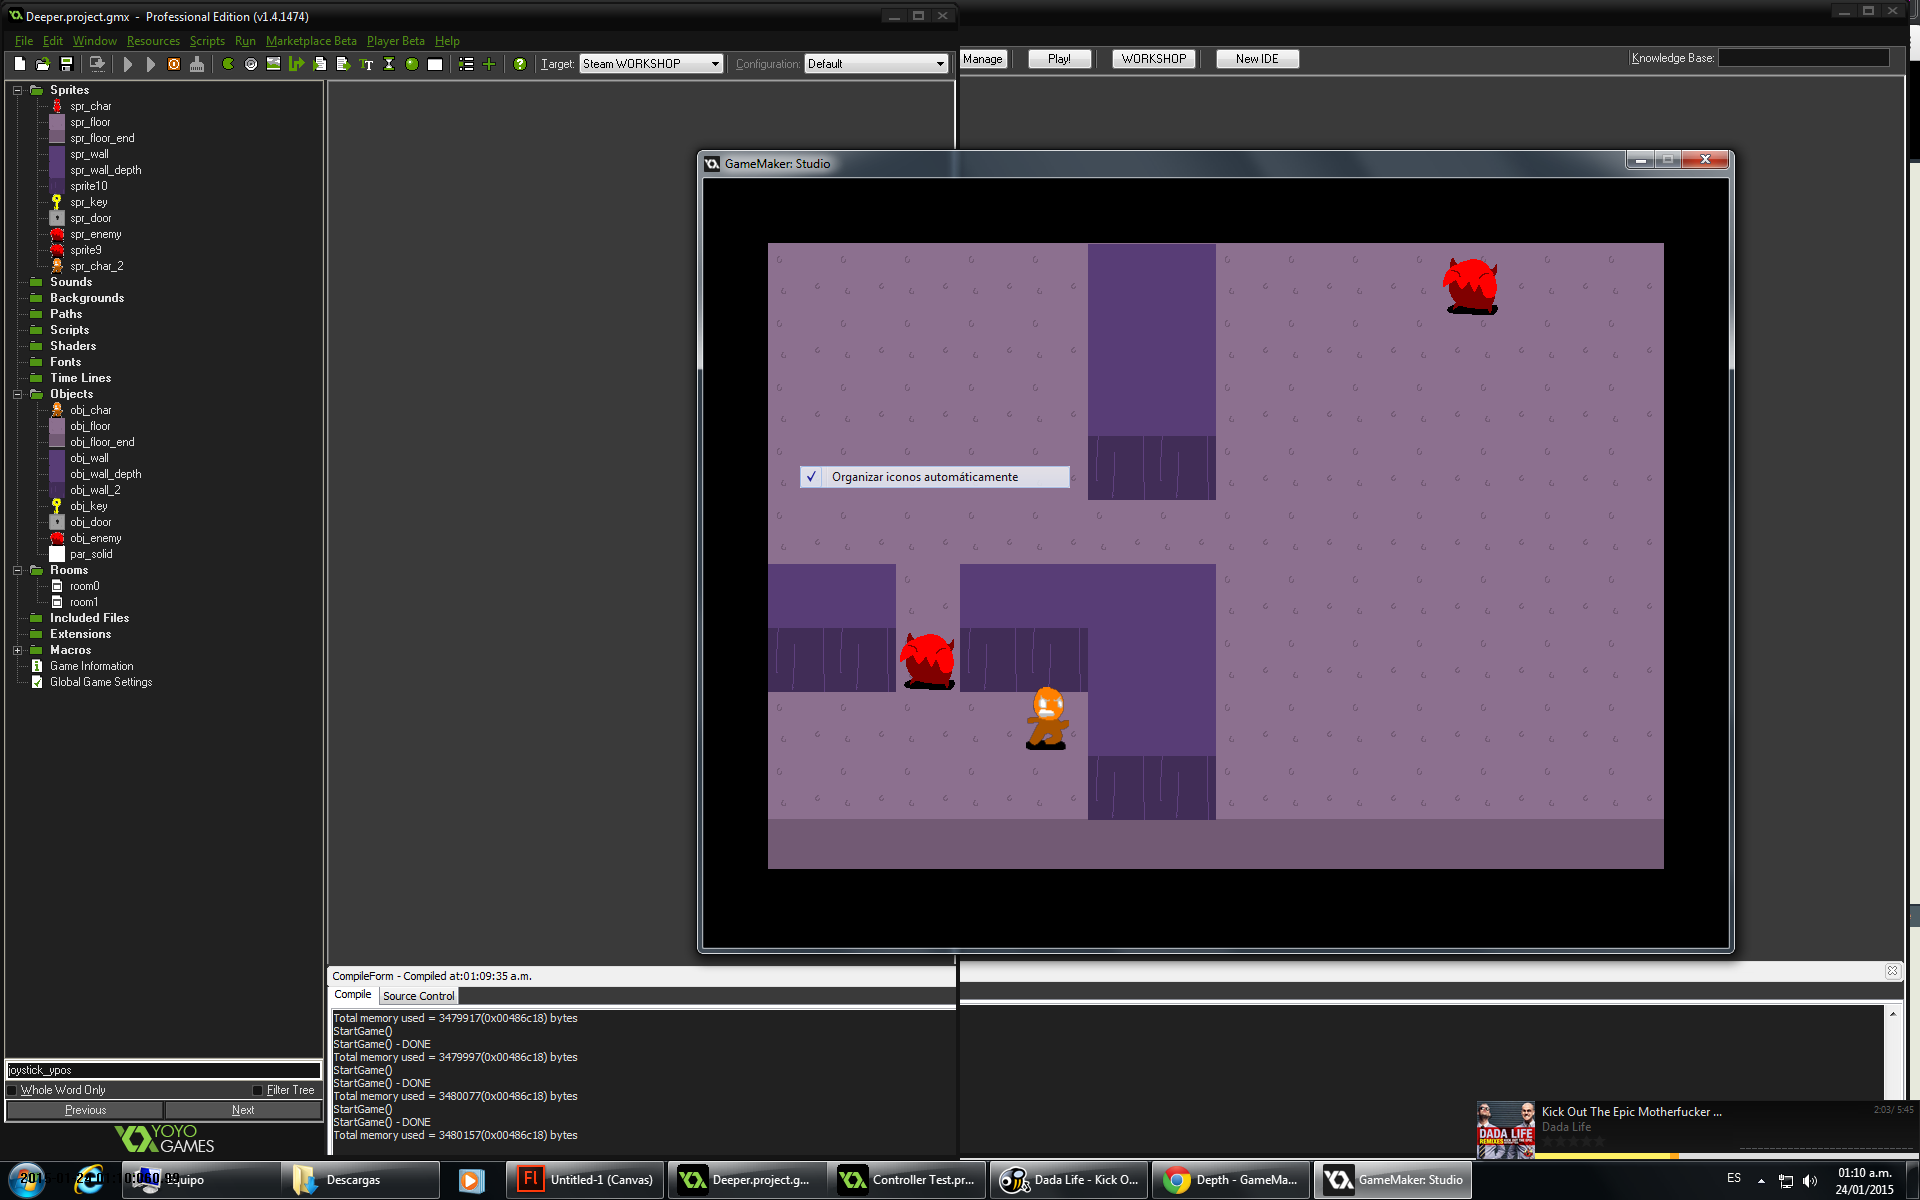 Deeper.project.gmx - Professional Edition (v1.4.1474)
File Edit Window Resources Scripts Run Marketplace Beta Player Beta Help
Target: Steam WORKSHOP Configuration: Default Manage Play! WORKSHOP New IDE Knowledge Base:
Sprites
spr_char
spr_floor
spr_floor_end
spr_wall
spr_wall_depth
sprite10
spr_key
spr_door
spr_enemy
sprite9
spr_char_2
Sounds
Backgrounds
Paths
Scripts
Shaders
Fonts
Time Lines
Objects
obj_char
obj_floor
obj_floor_end
obj_wall
obj_wall_depth
obj_wall_2
obj_key
obj_door
obj_enemy
par_solid
Rooms
room0
room1
Included Files
Extensions
Macros
Game Information
Global Game Settings
GameMaker: Studio
Organizar iconos automáticamente
CompileForm - Compiled at:01:09:35 a.m.
Compile Source Control
Total memory used = 3479917(0x00486c18) bytes
StartGame()
StartGame() - DONE
Total memory used = 3479997(0x00486c18) bytes
StartGame()
StartGame() - DONE
Total memory used = 3480077(0x00486c18) bytes
StartGame()
StartGame() - DONE
Total memory used = 3480157(0x00486c18) bytes
joystick_ypos
Whole Word Only Filter Tree
Previous Next
YOYO
GAMES
Kick Out The Epic Motherfucker ...
2:03/ 5:45
Dada Life
DADA LIFE
Equipo
Descargas
Untitled-1 (Canvas)
Deeper.project.g...
Controller Test.pr...
Dada Life - Kick O...
Depth - GameMa...
GameMaker: Studio
ES
01:10 a.m.
24/01/2015